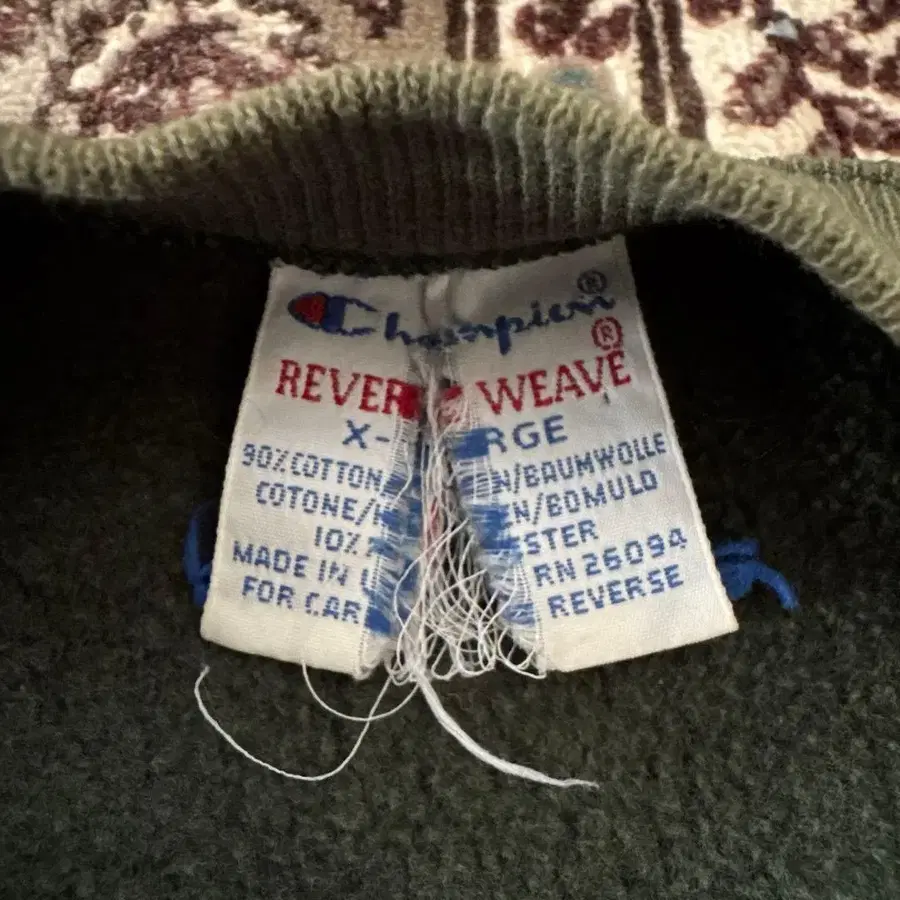 Champion®
REVER WEAVE®
X- RGE
90% COTTON N/BAUMWOLLE
COTONE/ N/BOMULD
10% STER
MADE IN RN 26094
FOR CAR REVERSE